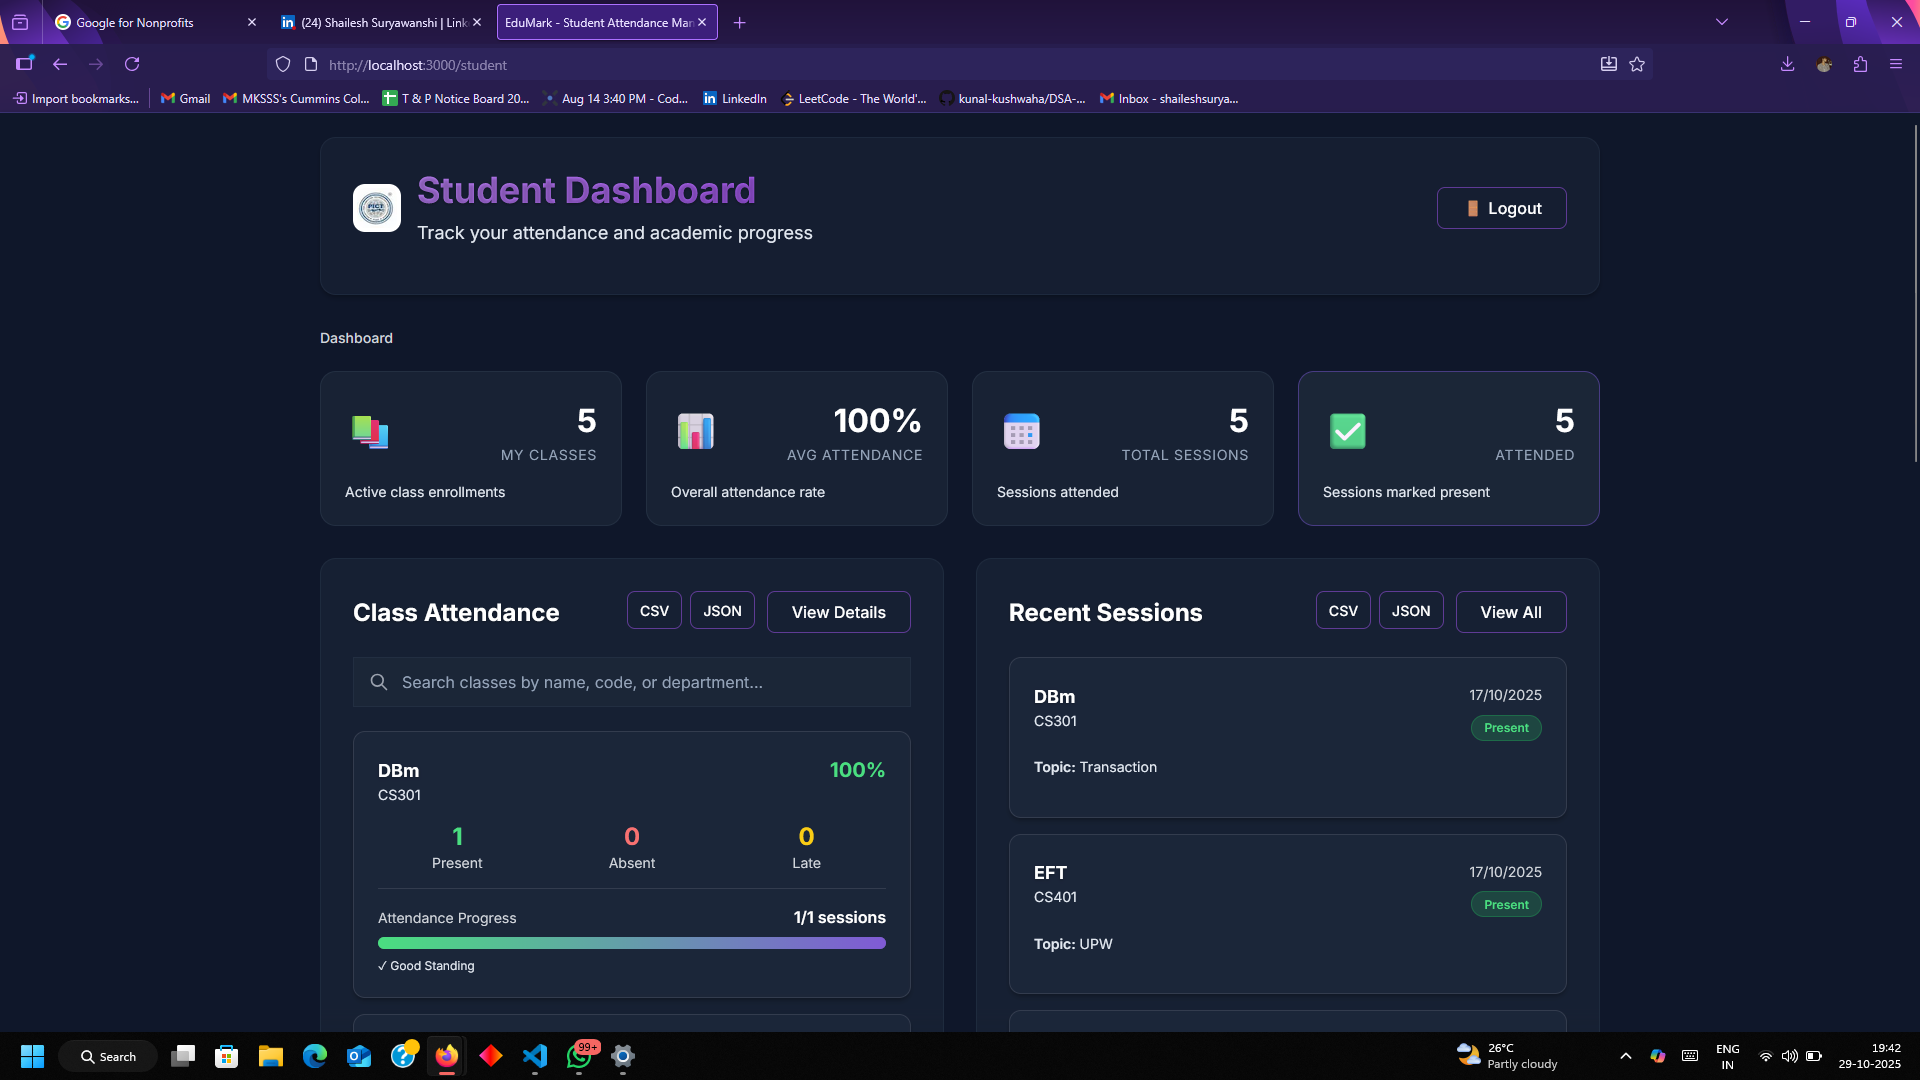 Google for Nonprofits
(24) Shailesh Suryawanshi | Link
EduMark - Student Attendance Man
http://localhost:3000/student
Import bookmarks...
Gmail
MKSSS's Cummins Col...
T & P Notice Board 20...
Aug 14 3:40 PM - Cod...
LinkedIn
LeetCode - The World'...
kunal-kushwaha/DSA-...
Inbox - shaileshsurya...
PICT
Student Dashboard
Track your attendance and academic progress
Logout
Dashboard
5
MY CLASSES
Active class enrollments
100%
AVG ATTENDANCE
Overall attendance rate
5
TOTAL SESSIONS
Sessions attended
5
ATTENDED
Sessions marked present
Class Attendance
CSV
JSON
View Details
Search classes by name, code, or department...
DBm
100%
CS301
1
0
0
Present
Absent
Late
Attendance Progress
1/1 sessions
✓ Good Standing
Recent Sessions
CSV
JSON
View All
DBm
17/10/2025
CS301
Present
Topic: Transaction
EFT
17/10/2025
CS401
Present
Topic: UPW
Search
99+
26°C
Partly cloudy
ENG
IN
19:42
29-10-2025